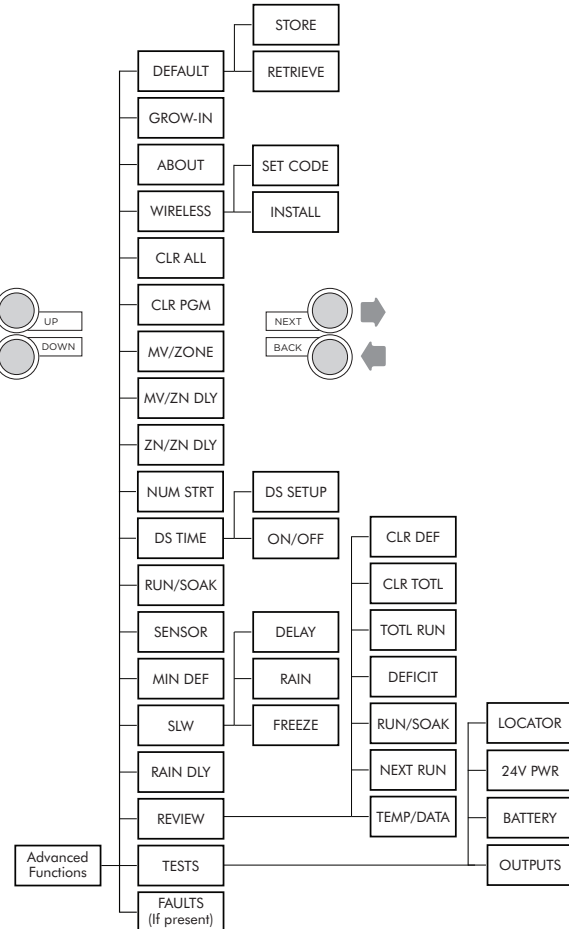 STORE
DEFAULT
RETRIEVE
GROW-IN
ABOUT
SET CODE
WIRELESS
INSTALL
CLR ALL
CLR PGM
UP
DOWN
NEXT
BACK
MV/ZONE
MV/ZN DLY
ZN/ZN DLY
NUM STRT
DS SETUP
DS TIME
ON/OFF
CLR DEF
RUN/SOAK
CLR TOTL
SENSOR
DELAY
TOTL RUN
MIN DEF
RAIN
DEFICIT
SLW
FREEZE
RUN/SOAK
LOCATOR
RAIN DLY
NEXT RUN
24V PWR
REVIEW
TEMP/DATA
BATTERY
Advanced
Functions
TESTS
OUTPUTS
FAULTS
(If present)